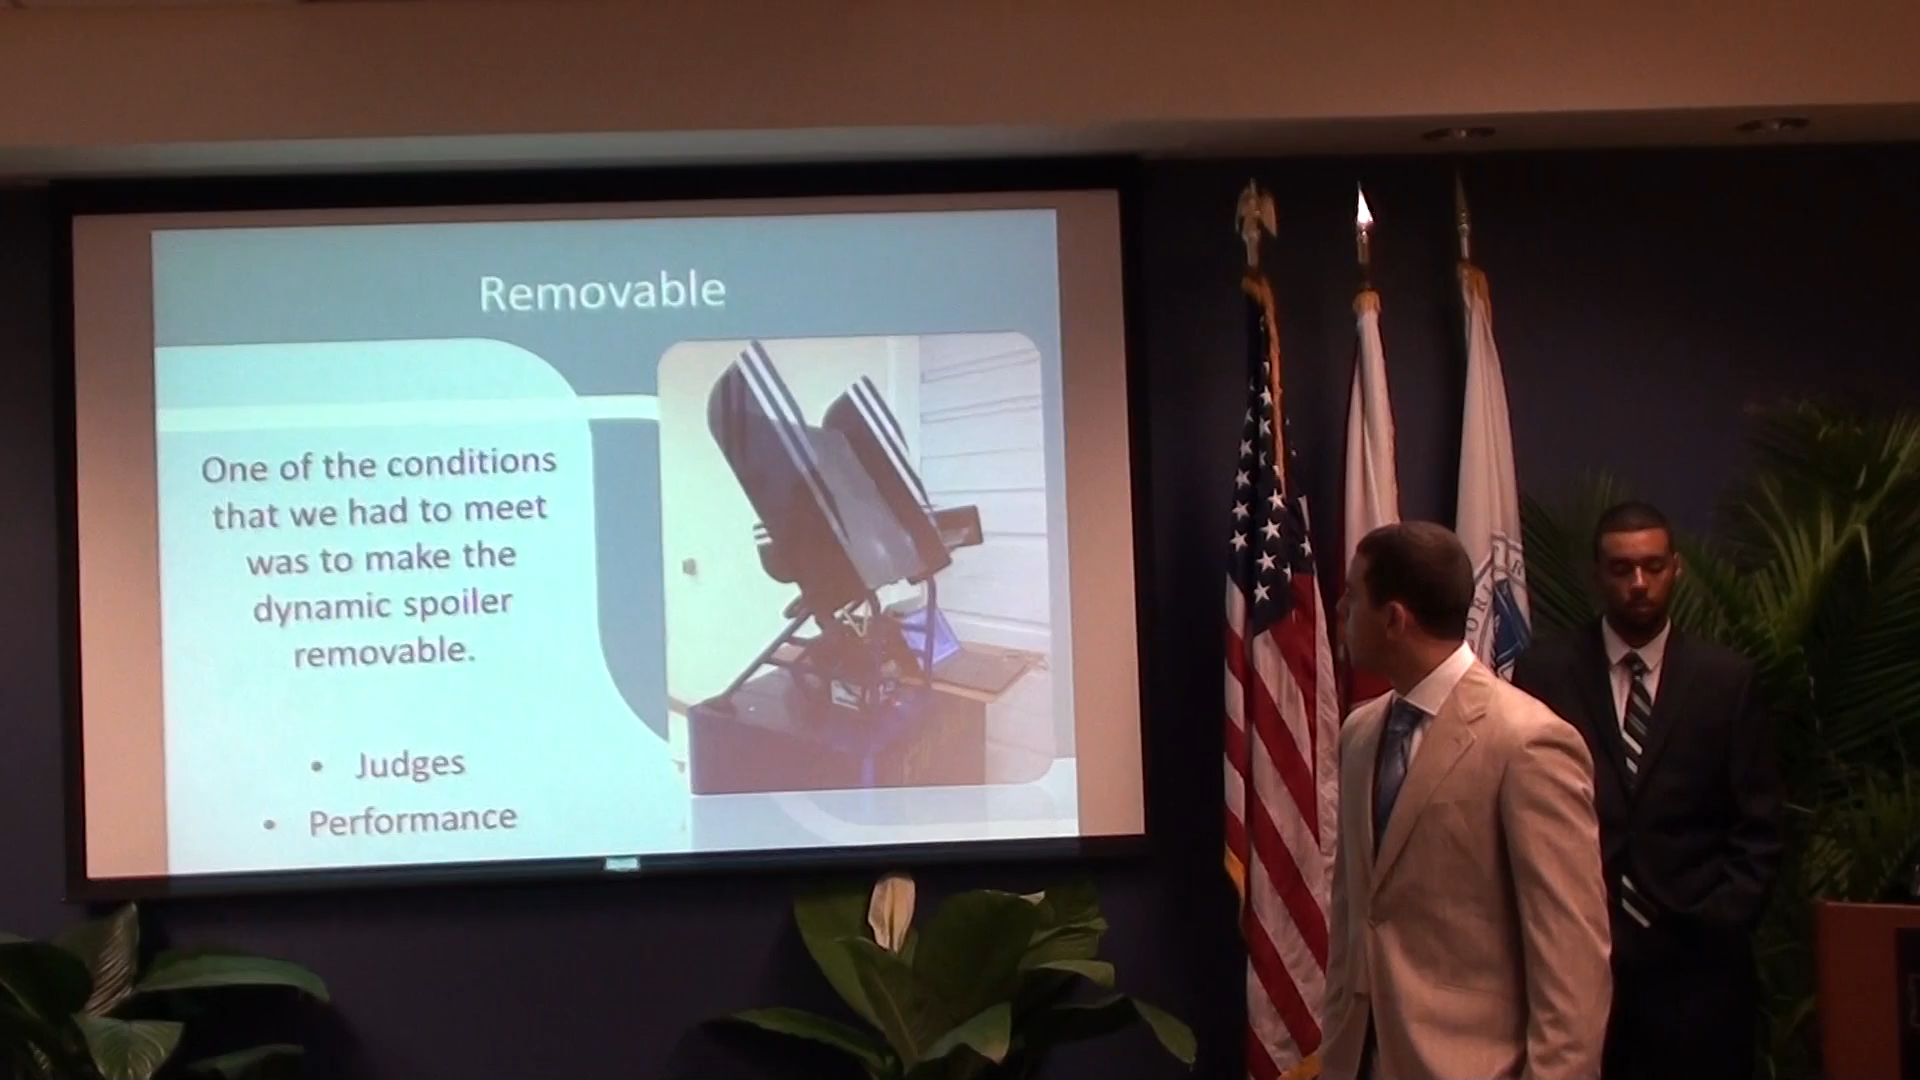 Removable
One of the conditions
that we had to meet
was to make the
dynamic spoiler
removable.
• Judges
• Performance